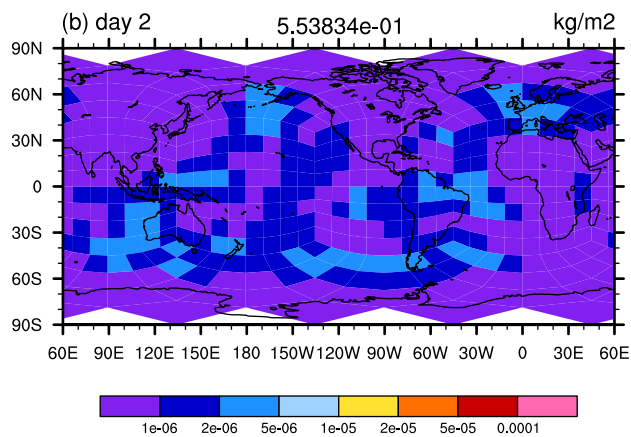 (b) day 2 5.53834e-01 kg/m2
90N
60N
30N
0
30S
60S
90S
60E 90E 120E 150E 180 150W 120W 90W 60W 30W 0 30E 60E
1e-06 2e-06 5e-06 1e-05 2e-05 5e-05 0.0001